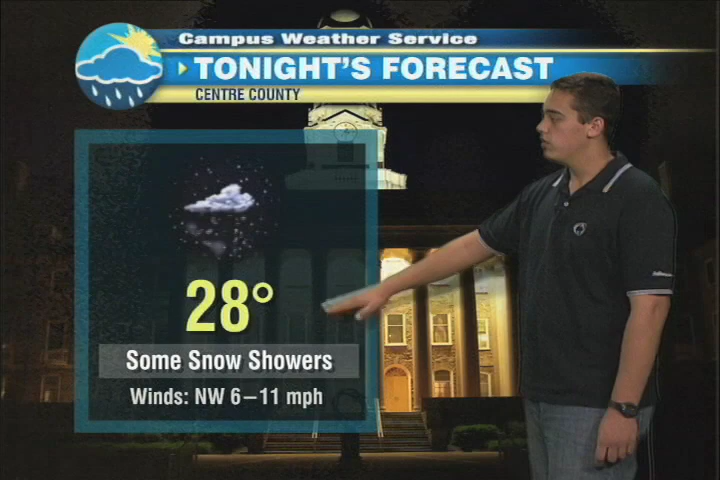 Campus Weather Service
TONIGHT'S FORECAST
CENTRE COUNTY
28°
Some Snow Showers
Winds: NW 6–11 mph